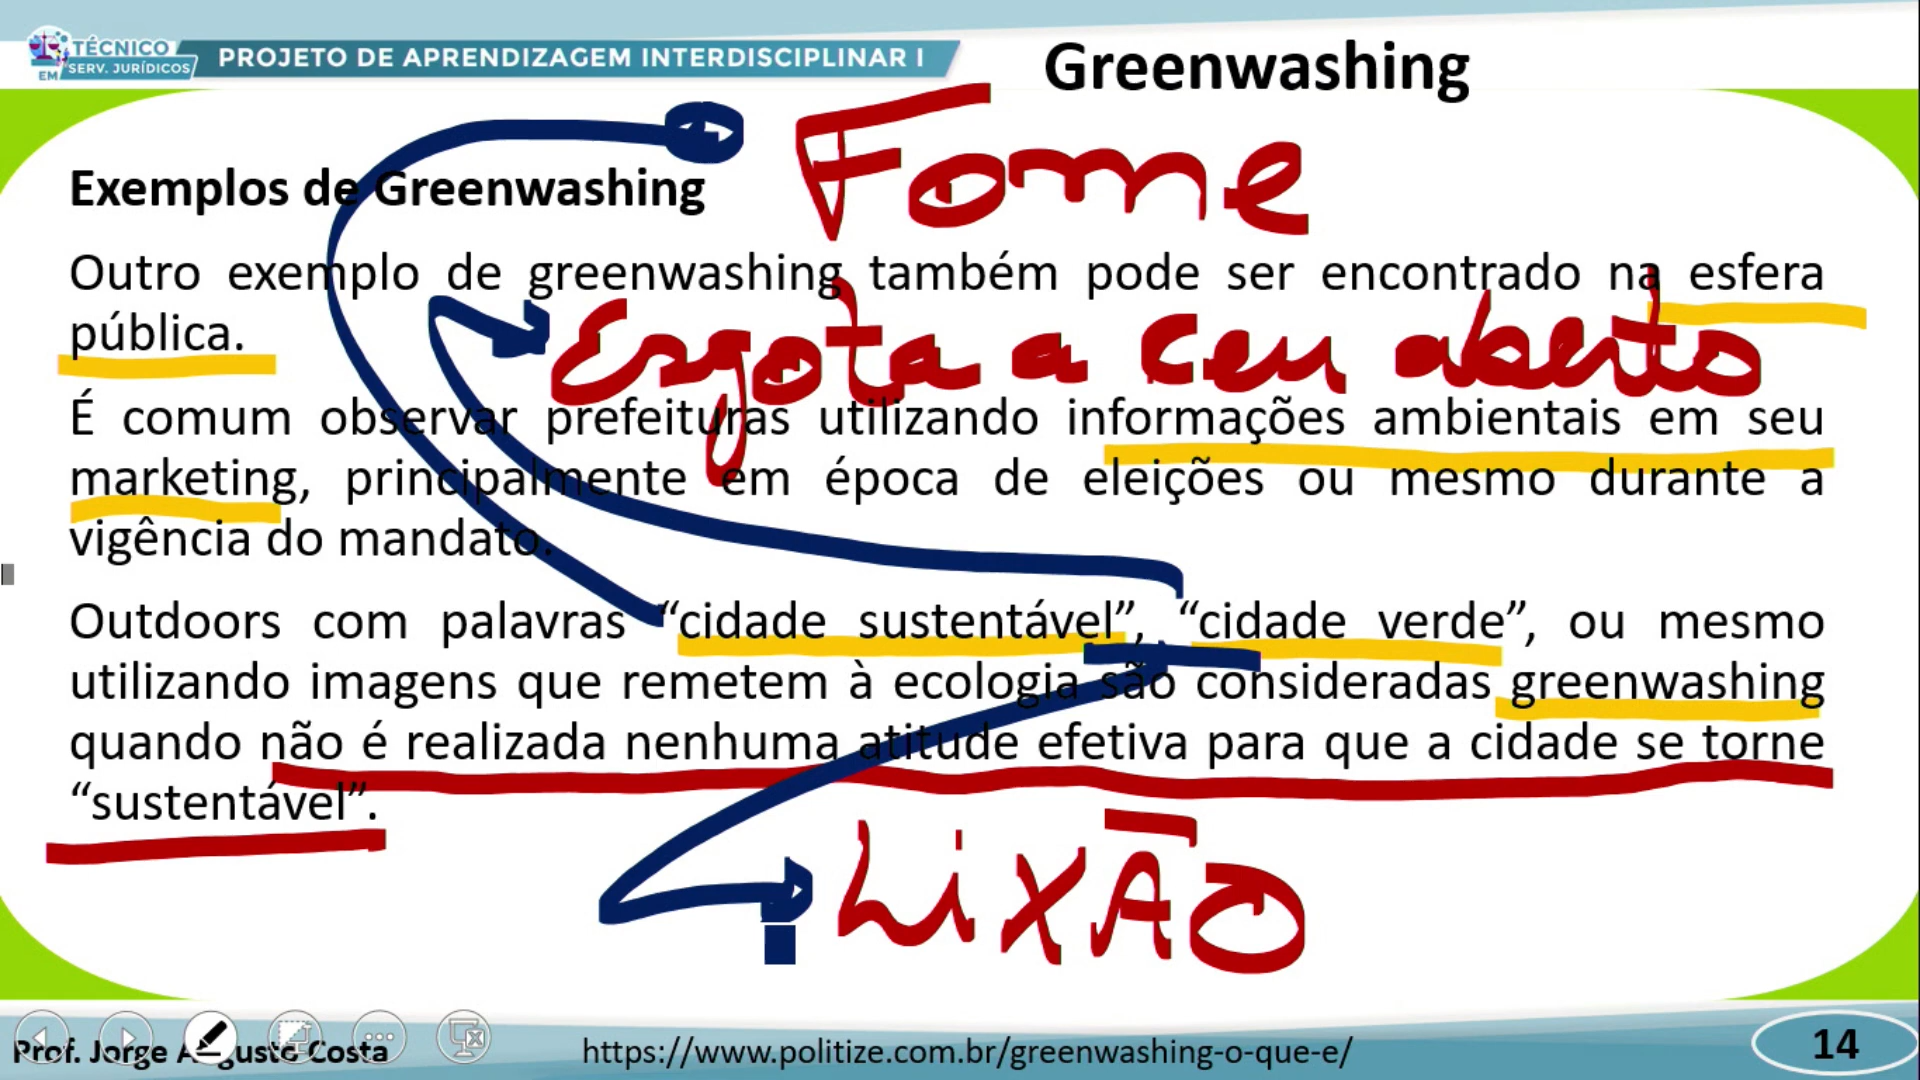 TÉCNICO
EM SERV. JURÍDICOS
PROJETO DE APRENDIZAGEM INTERDISCIPLINAR I
Greenwashing
Fome
Exemplos de Greenwashing
Outro exemplo de greenwashing também pode ser encontrado na esfera
pública.
Esgota a ceu aberto
É comum observar prefeituras utilizando informações ambientais em seu
marketing, principalmente em época de eleições ou mesmo durante a
vigência do mandato.
Outdoors com palavras “cidade sustentável”, “cidade verde”, ou mesmo
utilizando imagens que remetem à ecologia são consideradas greenwashing
quando não é realizada nenhuma atitude efetiva para que a cidade se torne
“sustentável”.
LiXÃO
Prof. Jorge Augusto Costa
https://www.politize.com.br/greenwashing-o-que-e/
14